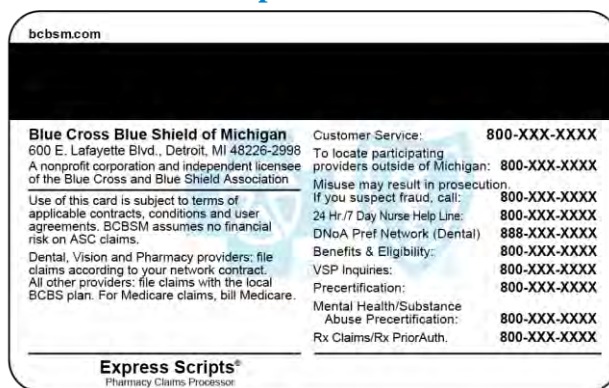 bcbsm.com
Blue Cross Blue Shield of Michigan
600 E. Lafayette Blvd., Detroit, MI 48226-2998
A nonprofit corporation and independent licensee
of the Blue Cross and Blue Shield Association
Use of this card is subject to terms of
applicable contracts, conditions and user
agreements. BCBSM assumes no financial
risk on ASC claims.
Dental, Vision and Pharmacy providers: file
claims according to your network contract.
All other providers: file claims with the local
BCBS plan. For Medicare claims, bill Medicare.
Express Scripts®
Pharmacy Claims Processor
Customer Service: 800-XXX-XXXX
To locate participating
providers outside of Michigan: 800-XXX-XXXX
Misuse may result in prosecution.
If you suspect fraud, call: 800-XXX-XXXX
24 Hr./7 Day Nurse Help Line: 800-XXX-XXXX
DNoA Pref Network (Dental) 888-XXX-XXXX
Benefits & Eligibility: 800-XXX-XXXX
VSP Inquiries: 800-XXX-XXXX
Precertification: 800-XXX-XXXX
Mental Health/Substance
Abuse Precertification: 800-XXX-XXXX
Rx Claims/Rx PriorAuth. 800-XXX-XXXX